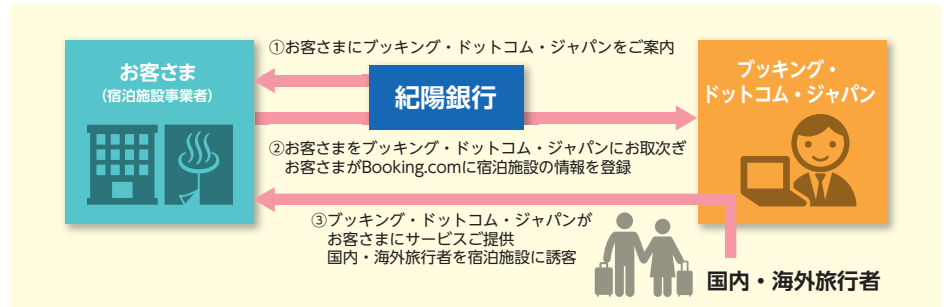 ①お客さまにブッキング・ドットコム・ジャパンをご案内
お客さま
（宿泊施設事業者）
紀陽銀行
ブッキング・
ドットコム・ジャパン
②お客さまをブッキング・ドットコム・ジャパンにお取次ぎ
お客さまがBooking.comに宿泊施設の情報を登録
③ブッキング・ドットコム・ジャパンが
お客さまにサービスご提供
国内・海外旅行者を宿泊施設に誘客
国内・海外旅行者